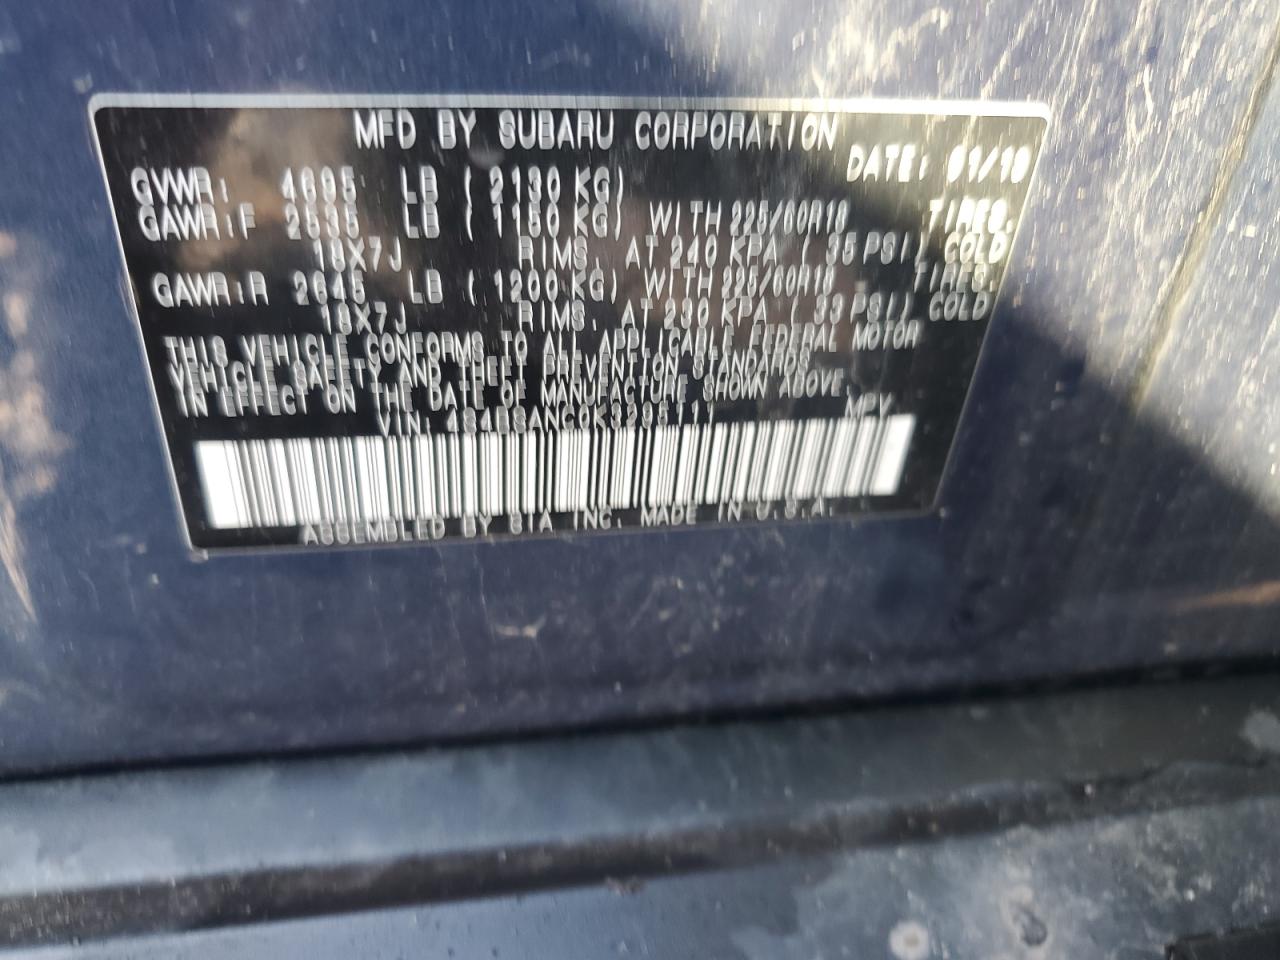 MFD BY SUBARU CORPORATION
DATE: 01/19
GVWR: 4695 LB ( 2130 KG)
GAWR:F 2535 LB ( 1150 KG) WITH 225/60R18 TIRES,
18X7J RIMS, AT 240 KPA ( 35 PSI) COLD
GAWR:R 2645 LB ( 1200 KG) WITH 225/60R18 TIRES,
18X7J RIMS, AT 230 KPA ( 33 PSI) COLD
THIS VEHICLE CONFORMS TO ALL APPLICABLE FEDERAL MOTOR
VEHICLE SAFETY AND THEFT PREVENTION STANDARDS
IN EFFECT ON THE DATE OF MANUFACTURE SHOWN ABOVE.
VIN: MPV
ASSEMBLED BY SIA INC. MADE IN U.S.A.